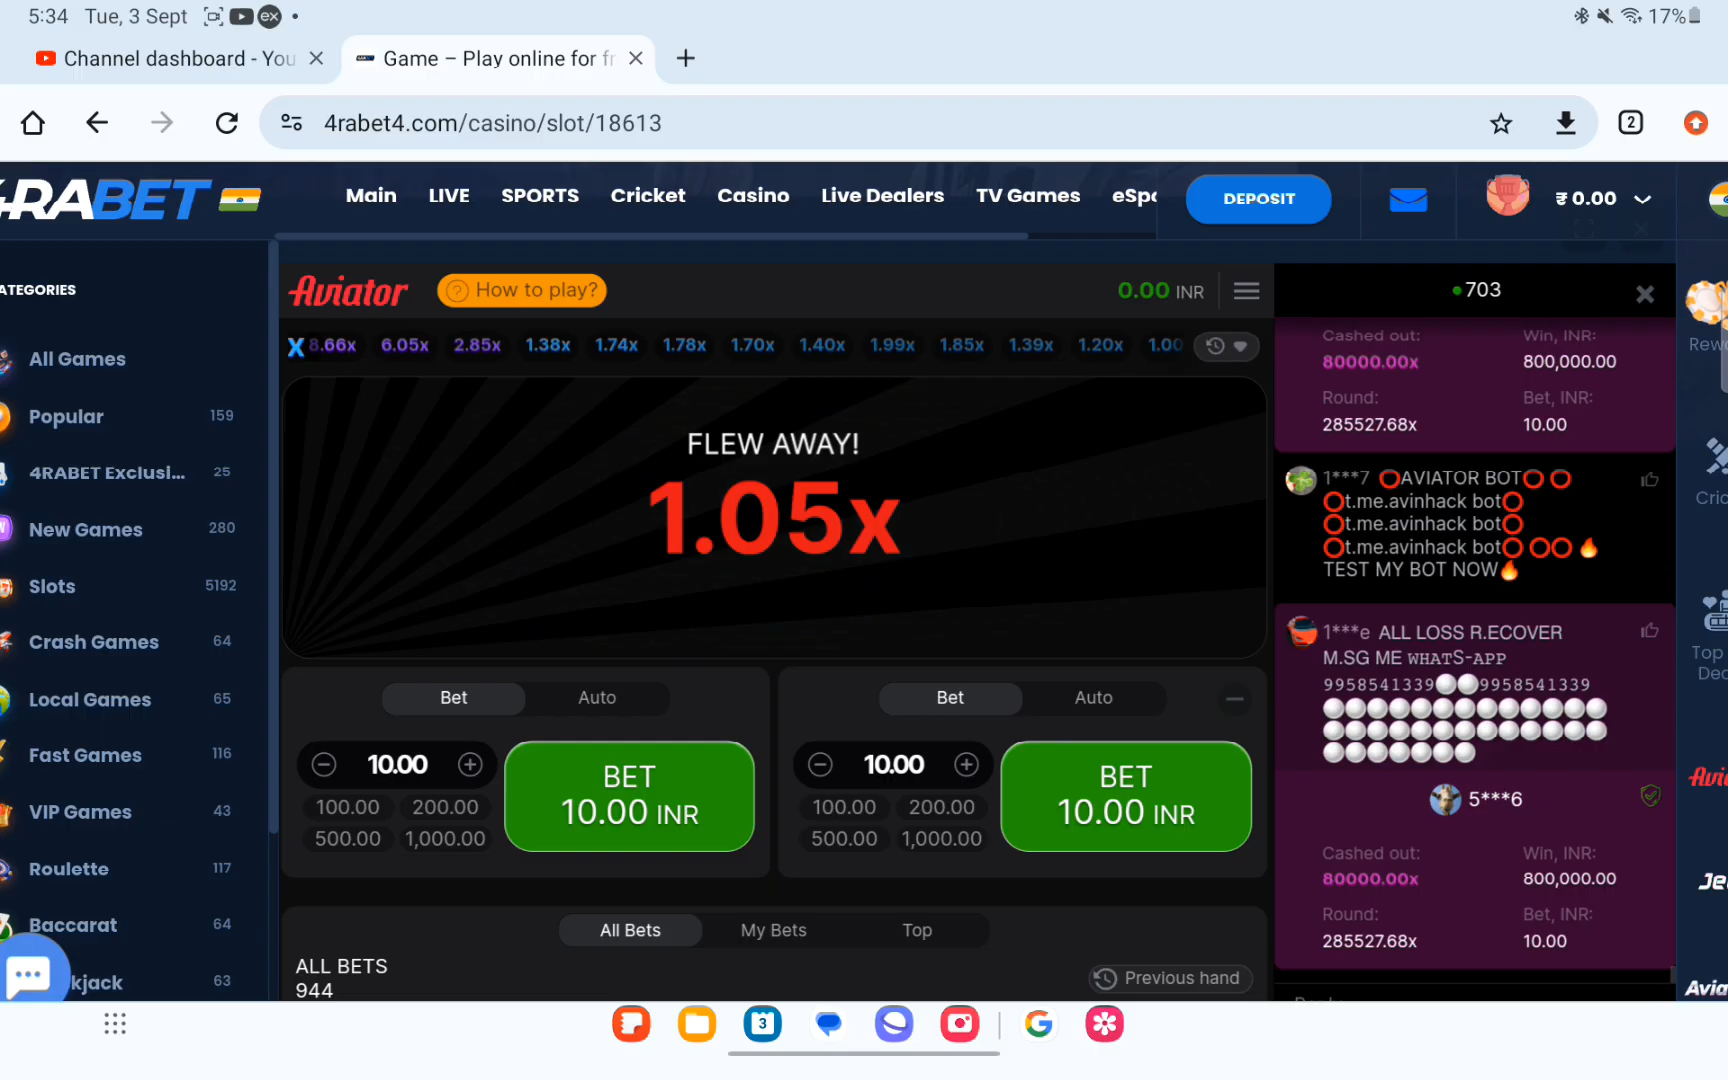 5:34 Tue, 3 Sept
17%
Channel dashboard - You
Game – Play online for fr
4rabet4.com/casino/slot/18613
2
4RABET
Main LIVE SPORTS Cricket Casino Live Dealers TV Games eSpo
DEPOSIT
₹ 0.00
ATEGORIES
All Games
Popular 159
4RABET Exclusi... 25
New Games 280
Slots 5192
Crash Games 64
Local Games 65
Fast Games 116
VIP Games 43
Roulette 117
Baccarat 64
kjack 63
Aviator
? How to play?
0.00 INR
X 8.66x 6.05x 2.85x 1.38x 1.74x 1.78x 1.70x 1.40x 1.99x 1.85x 1.39x 1.20x 1.00
FLEW AWAY!
1.05x
Bet Auto
10.00
100.00 200.00
500.00 1,000.00
BET
10.00 INR
Bet Auto
10.00
100.00 200.00
500.00 1,000.00
BET
10.00 INR
All Bets My Bets Top
ALL BETS
944
Previous hand
703
Cashed out: Win, INR:
80000.00x 800,000.00
Round: Bet, INR:
285527.68x 10.00
1***7 ⭕AVIATOR BOT⭕ ⭕
⭕t.me.avinhack bot⭕
⭕t.me.avinhack bot⭕
⭕t.me.avinhack bot⭕ ⭕⭕ 🔥
TEST MY BOT NOW🔥
1***e ALL LOSS R.ECOVER
M.SG ME WHATS-APP
9958541339⚪⚪9958541339
5***6
Cashed out: Win, INR:
80000.00x 800,000.00
Round: Bet, INR:
285527.68x 10.00
Rew
Cric
Top
Dec
Avi
Je
Avia
3